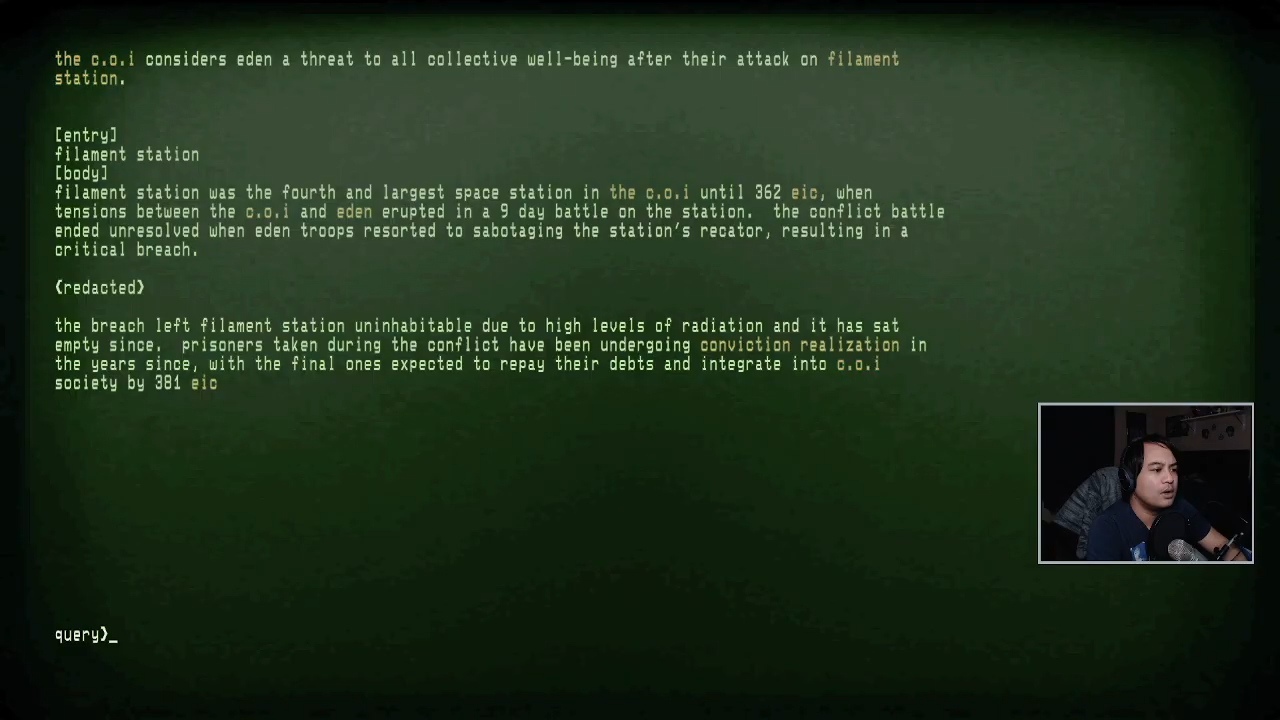 the c.o.i considers eden a threat to all collective well-being after their attack on filament
station.
[entry]
filament station
[body]
filament station was the fourth and largest space station in the c.o.i until 362 eic, when
tensions between the c.o.i and eden erupted in a 9 day battle on the station.  the conflict battle
ended unresolved when eden troops resorted to sabotaging the station's recator, resulting in a
critical breach.
{redacted}
the breach left filament station uninhabitable due to high levels of radiation and it has sat
empty since.  prisoners taken during the conflict have been undergoing conviction realization in
the years since, with the final ones expected to repay their debts and integrate into c.o.i
society by 381 eic
query}_